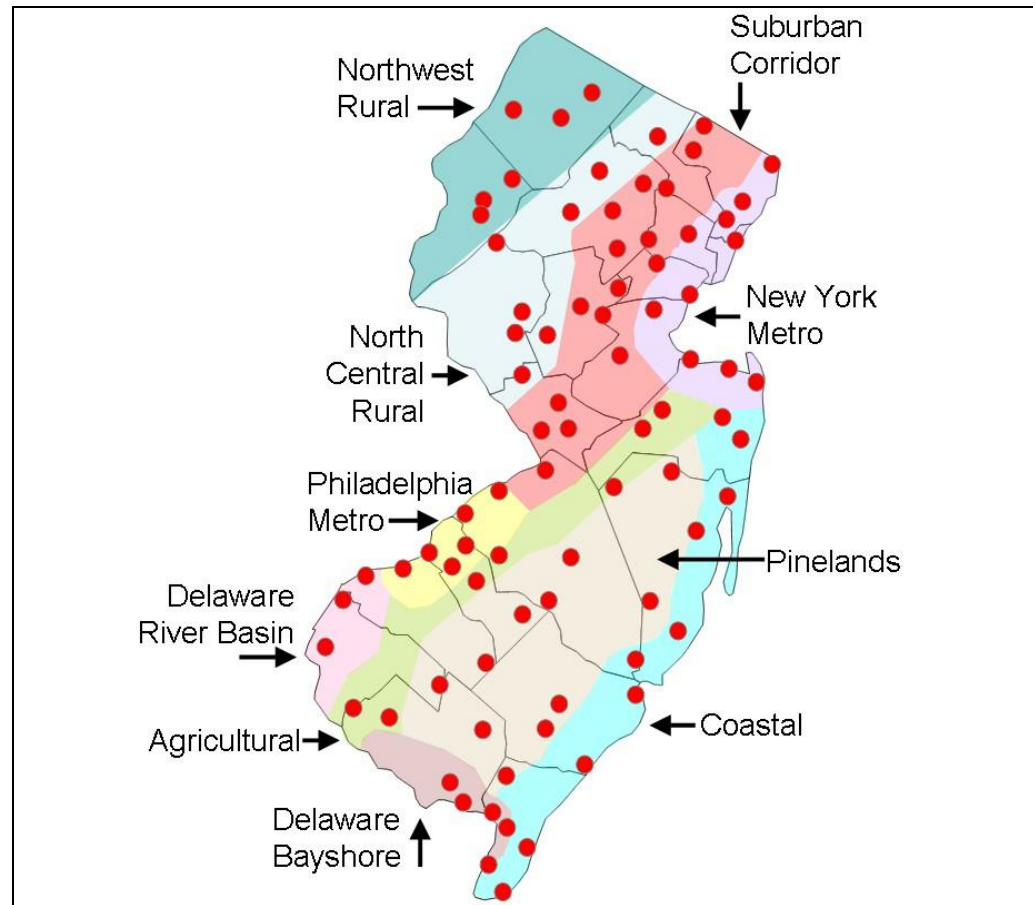 Suburban
Corridor
Northwest
Rural
New York
Metro
North
Central
Rural
Philadelphia
Metro
Pinelands
Delaware
River Basin
Coastal
Agricultural
Delaware
Bayshore